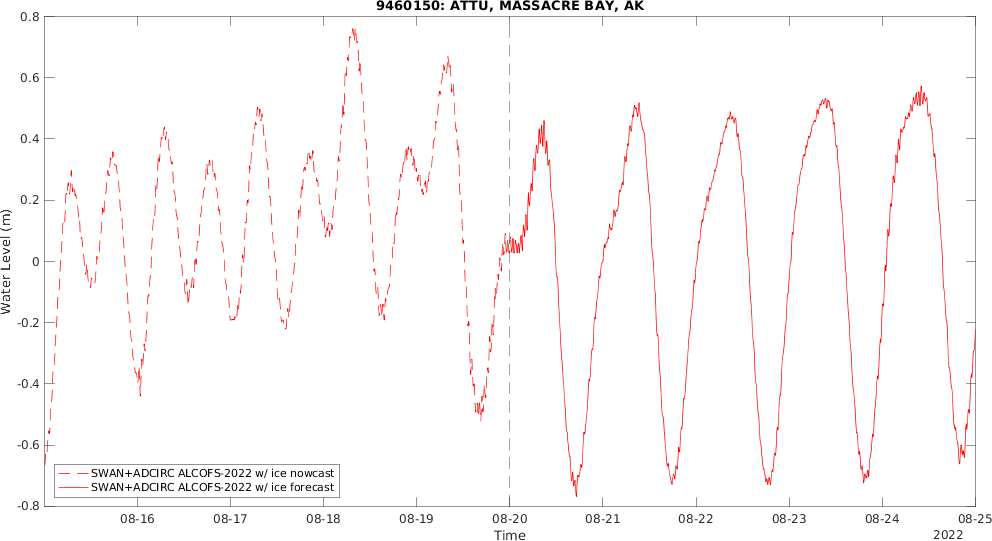 9460150: ATTU, MASSACRE BAY, AK
Water Level (m)
0.8
0.6
0.4
0.2
0
-0.2
-0.4
-0.6
-0.8
SWAN+ADCIRC ALCOFS-2022 w/ ice nowcast
SWAN+ADCIRC ALCOFS-2022 w/ ice forecast
08-16 08-17 08-18 08-19 08-20 08-21 08-22 08-23 08-24 08-25
Time 2022